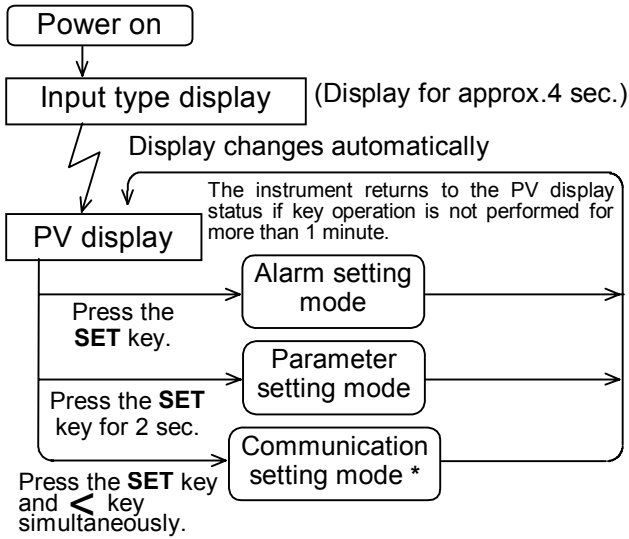 Power on
Input type display
(Display for approx.4 sec.)
Display changes automatically
The instrument returns to the PV display
status if key operation is not performed for
more than 1 minute.
PV display
Alarm setting
mode
Press the
SET key.
Parameter
setting mode
Press the SET
key for 2 sec.
Communication
setting mode *
Press the SET key
and < key
simultaneously.